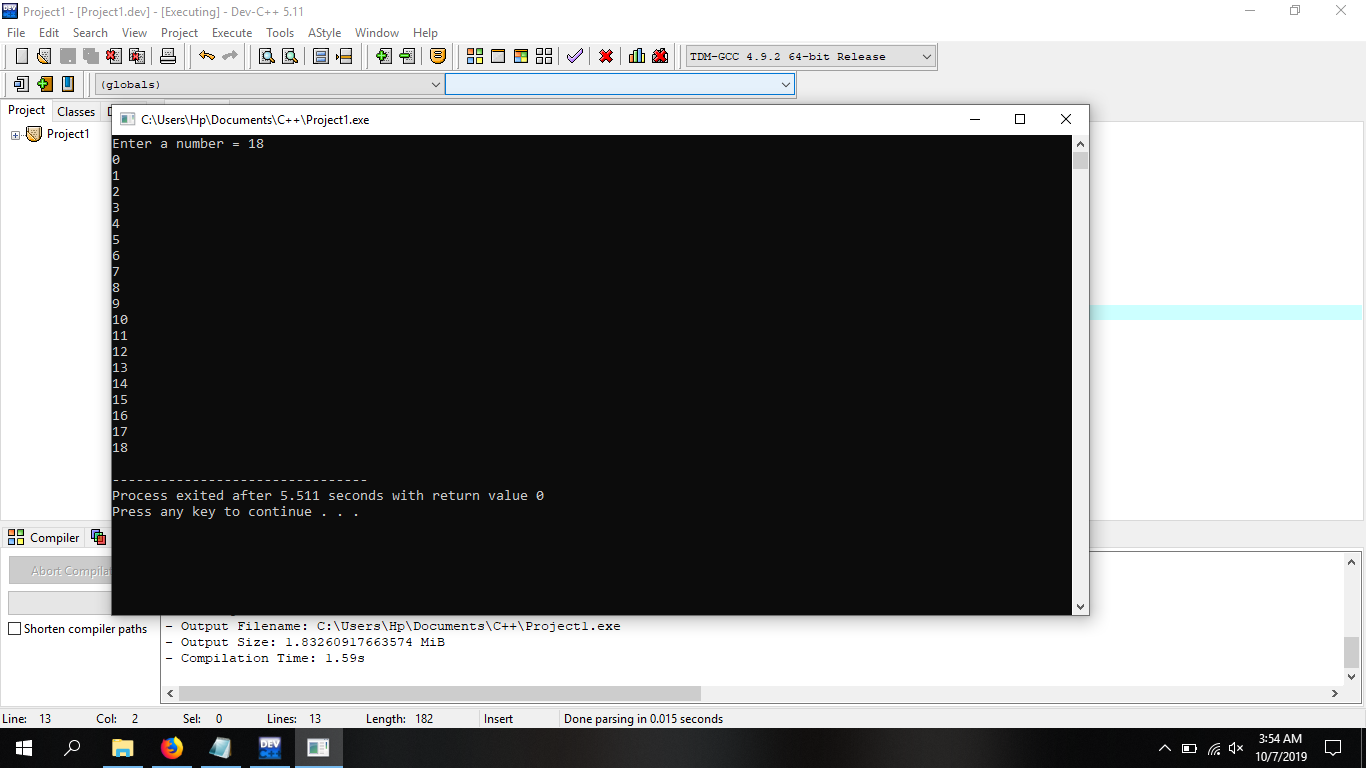 Project1 - [Project1.dev] - [Executing] - Dev-C++ 5.11
File Edit Search View Project Execute Tools AStyle Window Help
TDM-GCC 4.9.2 64-bit Release
(globals)
Project Classes D
C:\Users\Hp\Documents\C++\Project1.exe
Project1
Enter a number = 18
0
1
2
3
4
5
6
7
8
9
10
11
12
13
14
15
16
17
18
--------------------------------
Process exited after 5.511 seconds with return value 0
Press any key to continue . . .
Compiler
Abort Compilat
Shorten compiler paths
- Output Filename: C:\Users\Hp\Documents\C++\Project1.exe
- Output Size: 1.83260917663574 MiB
- Compilation Time: 1.59s
Line: 13 Col: 2 Sel: 0 Lines: 13 Length: 182 Insert Done parsing in 0.015 seconds
DEV
3:54 AM
10/7/2019